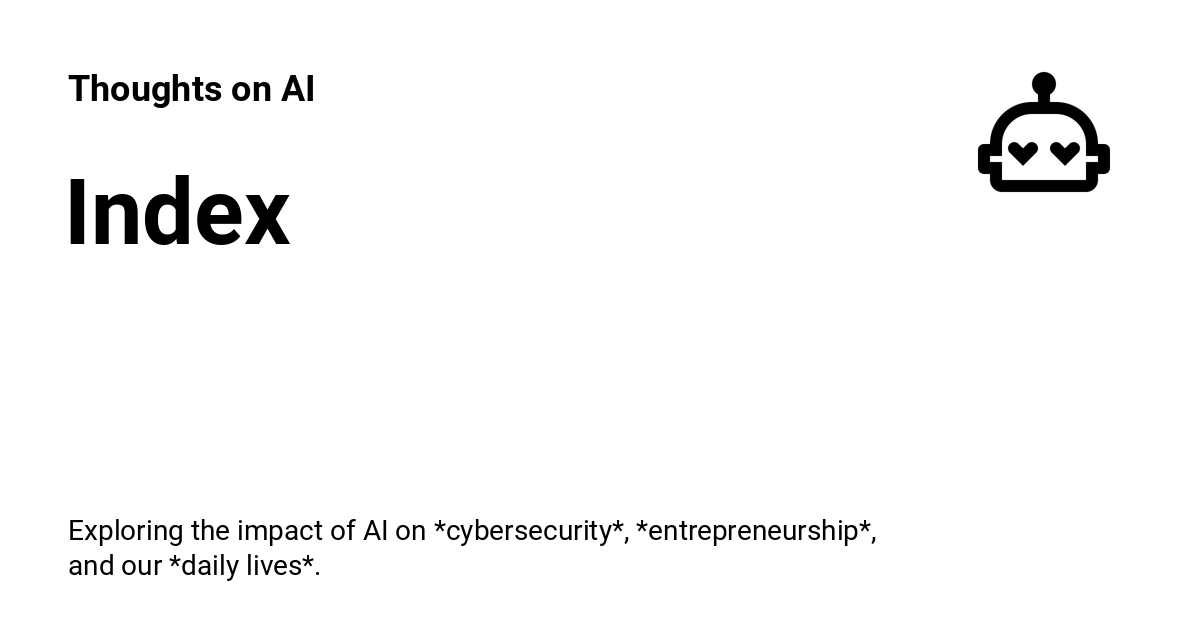 Thoughts on AI
Index
Exploring the impact of AI on *cybersecurity*, *entrepreneurship*,
and our *daily lives*.